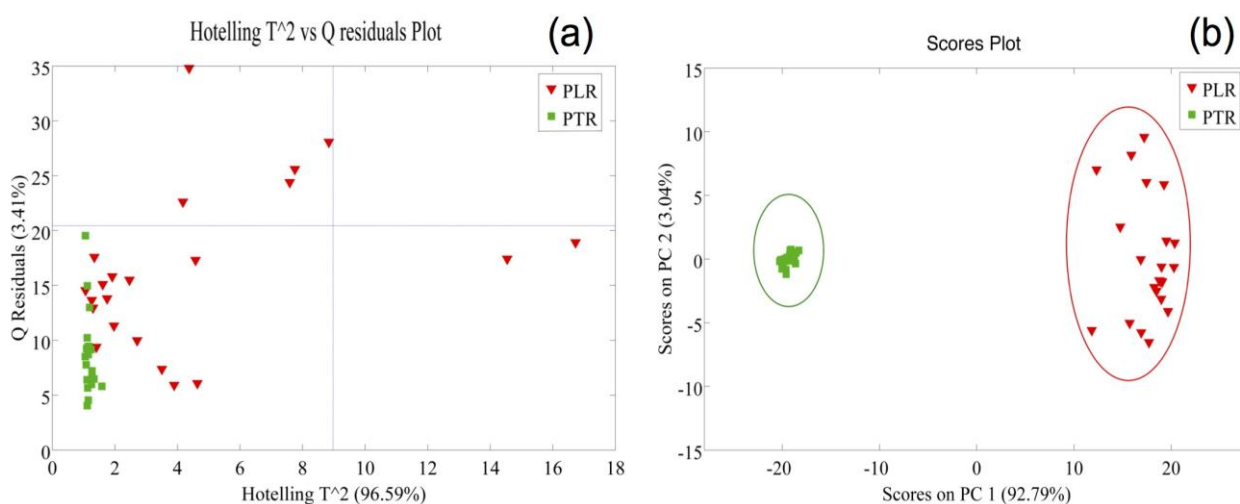 Hotelling T^2 vs Q residuals Plot
(a)
35
30
25
20
15
10
5
0
Q Residuals (3.41%)
PLR
PTR
0 2 4 6 8 10 12 14 16 18
Hotelling T^2 (96.59%)
(b)
Scores Plot
15
10
5
0
-5
-10
-15
Scores on PC 2 (3.04%)
PLR
PTR
-20 -10 0 10 20
Scores on PC 1 (92.79%)